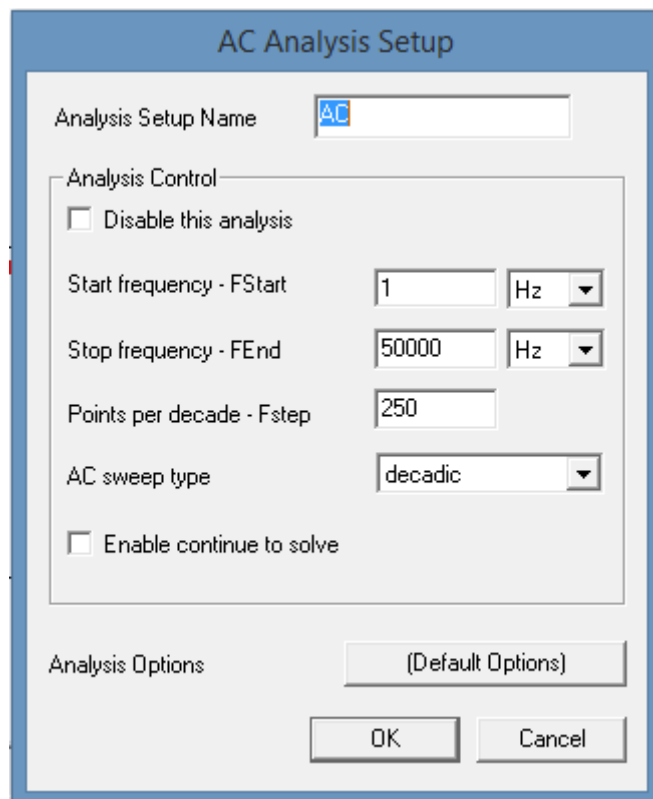 AC Analysis Setup
Analysis Setup Name AC
Analysis Control
Disable this analysis
Start frequency - FStart 1 Hz
Stop frequency - FEnd 50000 Hz
Points per decade - Fstep 250
AC sweep type decadic
Enable continue to solve
Analysis Options (Default Options)
OK Cancel